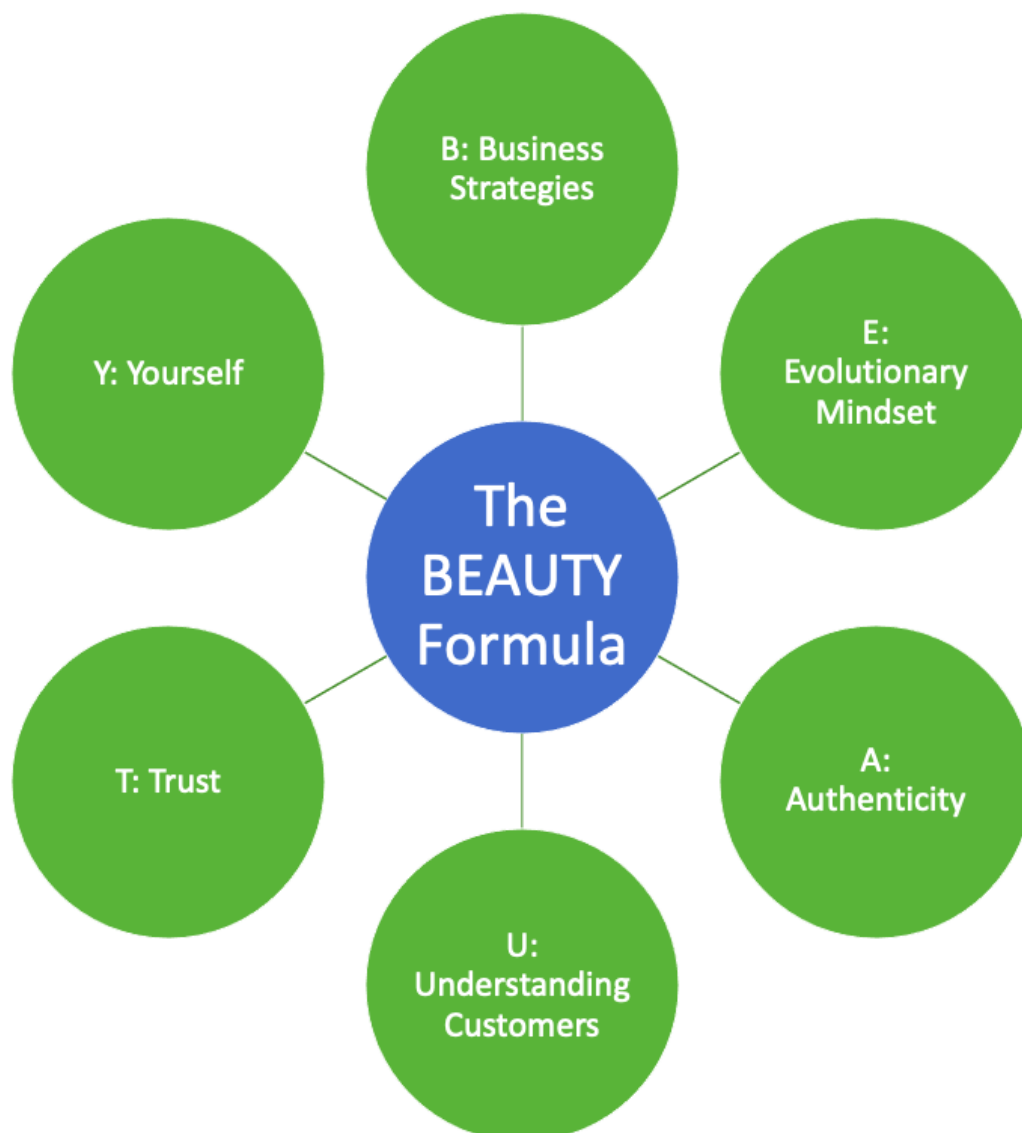 The
BEAUTY
Formula
B: Business
Strategies
E:
Evolutionary
Mindset
A:
Authenticity
U:
Understanding
Customers
T: Trust
Y: Yourself